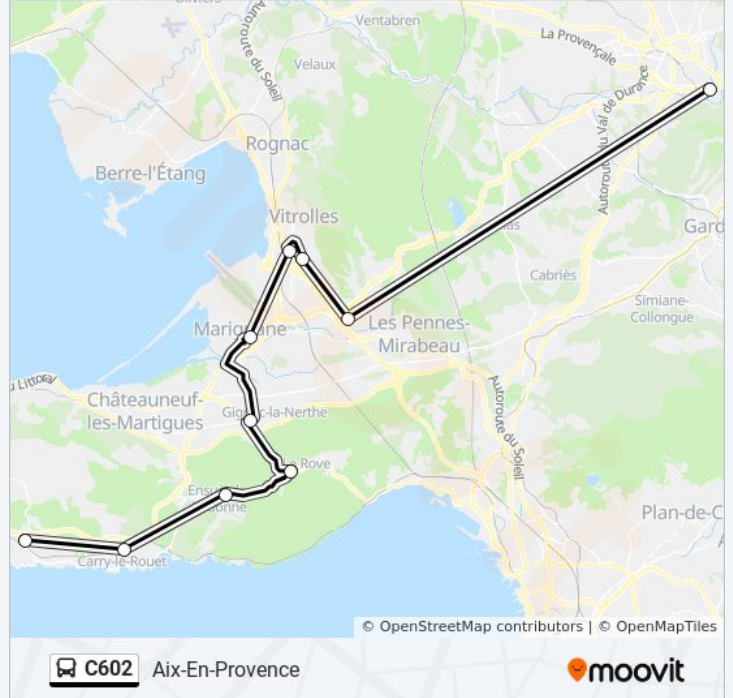 Ventabren
La Provençale
Autoroute du Soleil
Velaux
Autoroute du Val de Durance
Rognac
Berre-l'Étang
Vitrolles
Gard
Cabriès
Simiane-
Collongue
Marignane
Les Pennes-
Mirabeau
u Littoral
Châteauneuf-
les-Martigues
Autoroute du Soleil
Gignac-la-Nerthe
Le Rove
Plan-de-C
Carry-le-Rouet
© OpenStreetMap contributors | © OpenMapTiles
C602 Aix-En-Provence
moovit